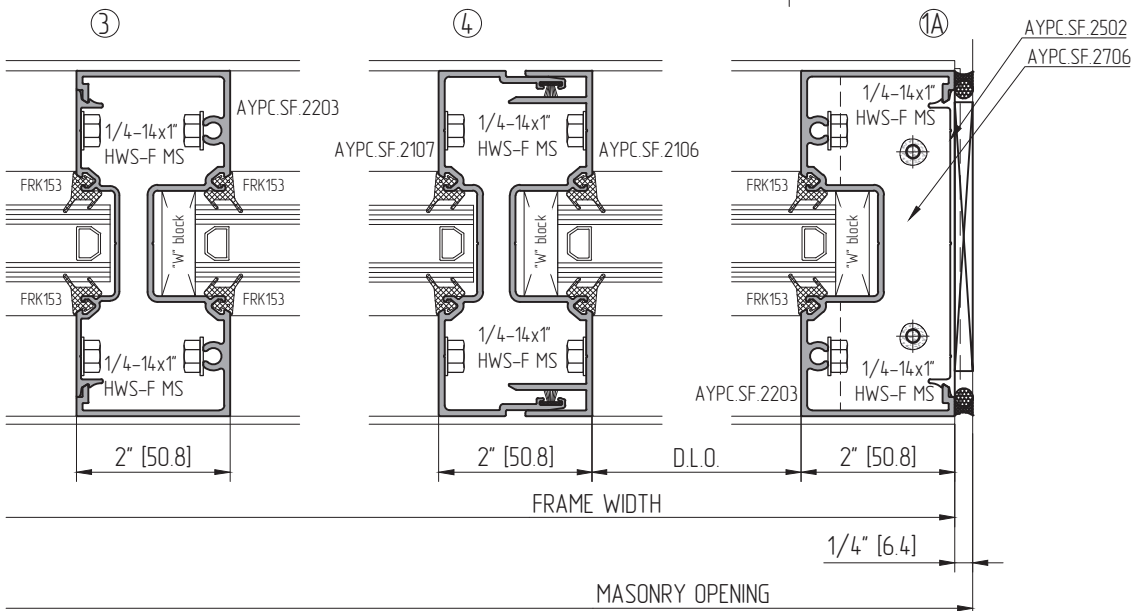 3
4
1A
AYPC.SF.2502
AYPC.SF.2706
AYPC.SF.2203
1/4-14x1"
HWS-F MS
FRK153
FRK153
"W" block
FRK153
FRK153
1/4-14x1"
HWS-F MS
2" [50.8]
AYPC.SF.2107
1/4-14x1"
HWS-F MS
AYPC.SF.2106
"W" block
1/4-14x1"
HWS-F MS
2" [50.8]
D.L.O.
1/4-14x1"
HWS-F MS
FRK153
"W" block
FRK153
1/4-14x1"
HWS-F MS
AYPC.SF.2203
2" [50.8]
FRAME WIDTH
1/4" [6.4]
MASONRY OPENING